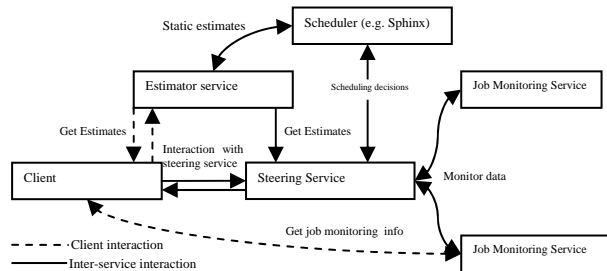 Static estimates
Scheduler (e.g. Sphinx)
Estimator service
Scheduling decisions
Job Monitoring Service
Get Estimates
Interaction with
steering service
Get Estimates
Client
Steering Service
Monitor data
Get job monitoring info
Client interaction
Inter-service interaction
Job Monitoring Service